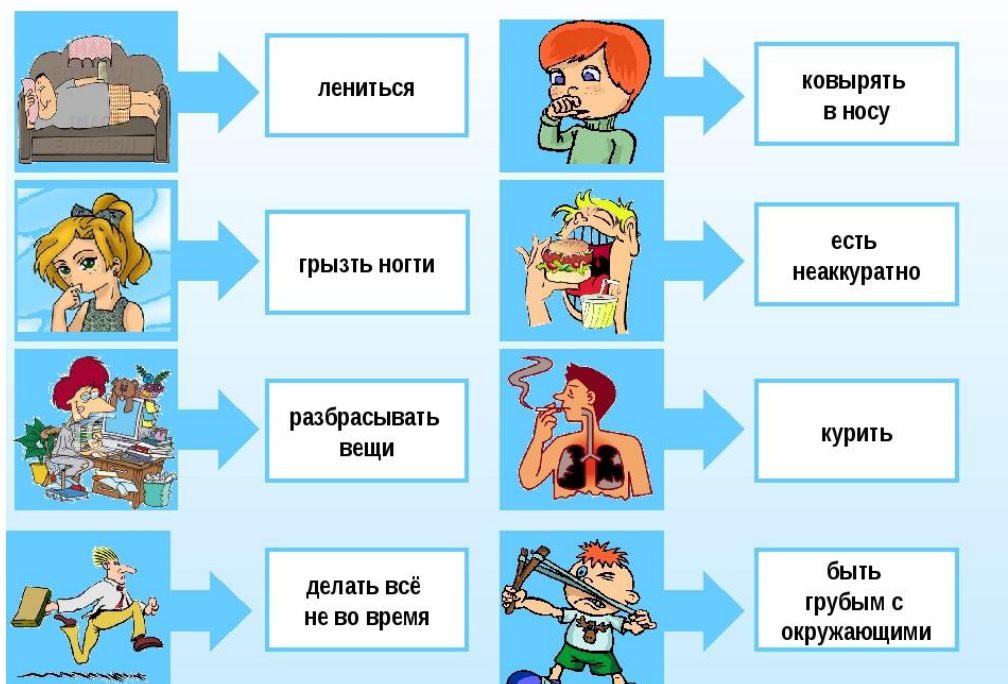 лениться
ковырять
в носу
грызть ногти
есть
неаккуратно
разбрасывать
вещи
курить
делать всё
не во время
быть
грубым с
окружающими